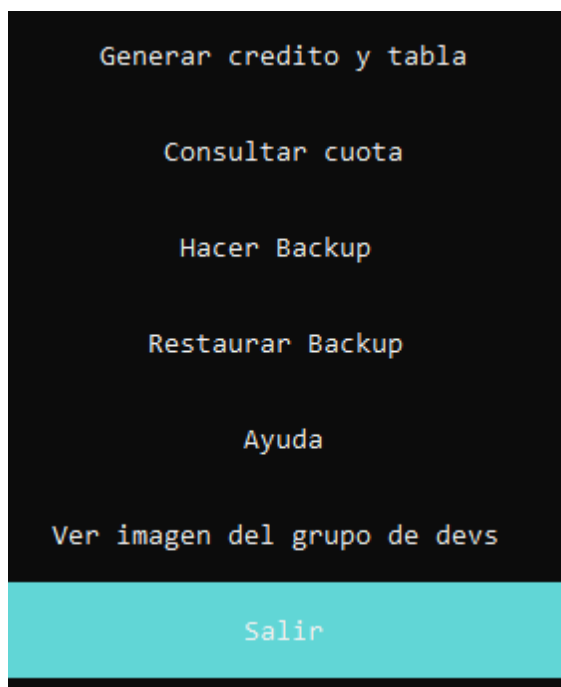 Generar credito y tabla
Consultar cuota
Hacer Backup
Restaurar Backup
Ayuda
Ver imagen del grupo de devs
Salir